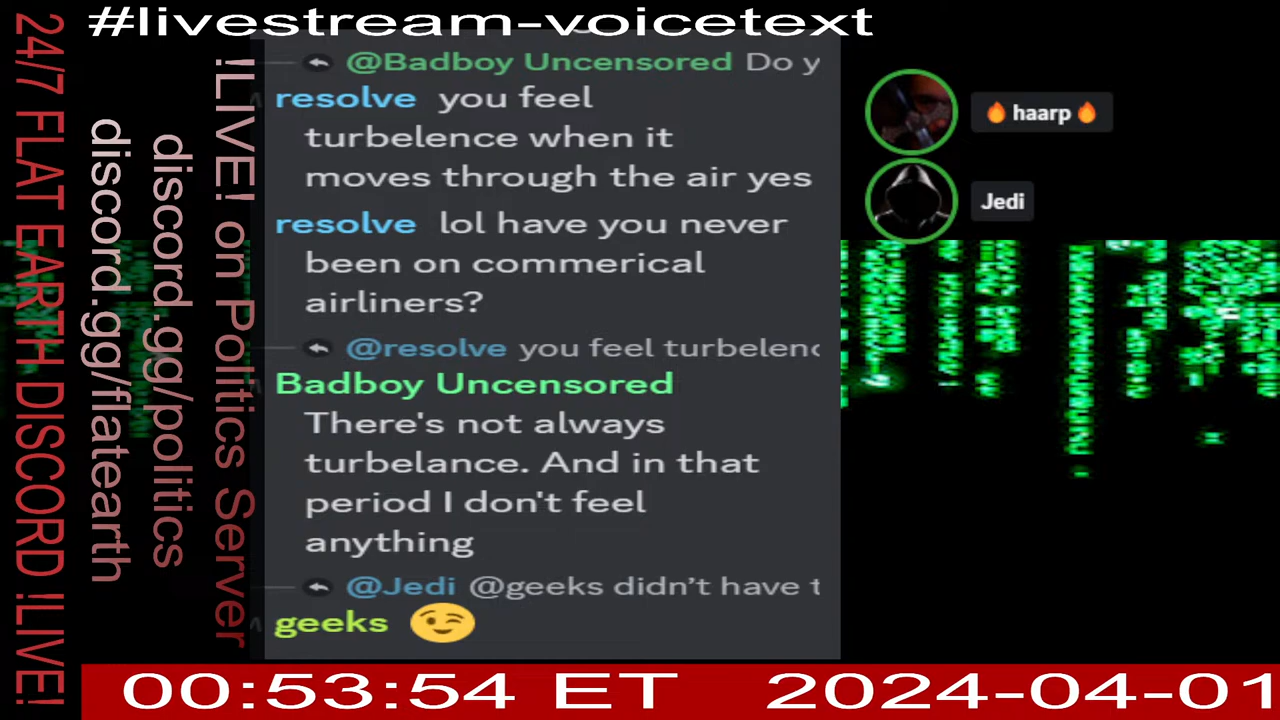 #livestream-voicetext
24/7 FLAT EARTH DISCORD !LIVE!
discord.gg/flatearth
discord.gg/politics
!LIVE! on Politics Server
@Badboy Uncensored Do y
resolve you feel
turbelence when it
moves through the air yes
resolve lol have you never
been on commerical
airliners?
@resolve you feel turbelenc
Badboy Uncensored
There's not always
turbelance. And in that
period I don't feel
anything
@Jedi @geeks didn’t have t
geeks 😉
🔥 haarp 🔥
Jedi
00:53:54 ET 2024-04-01